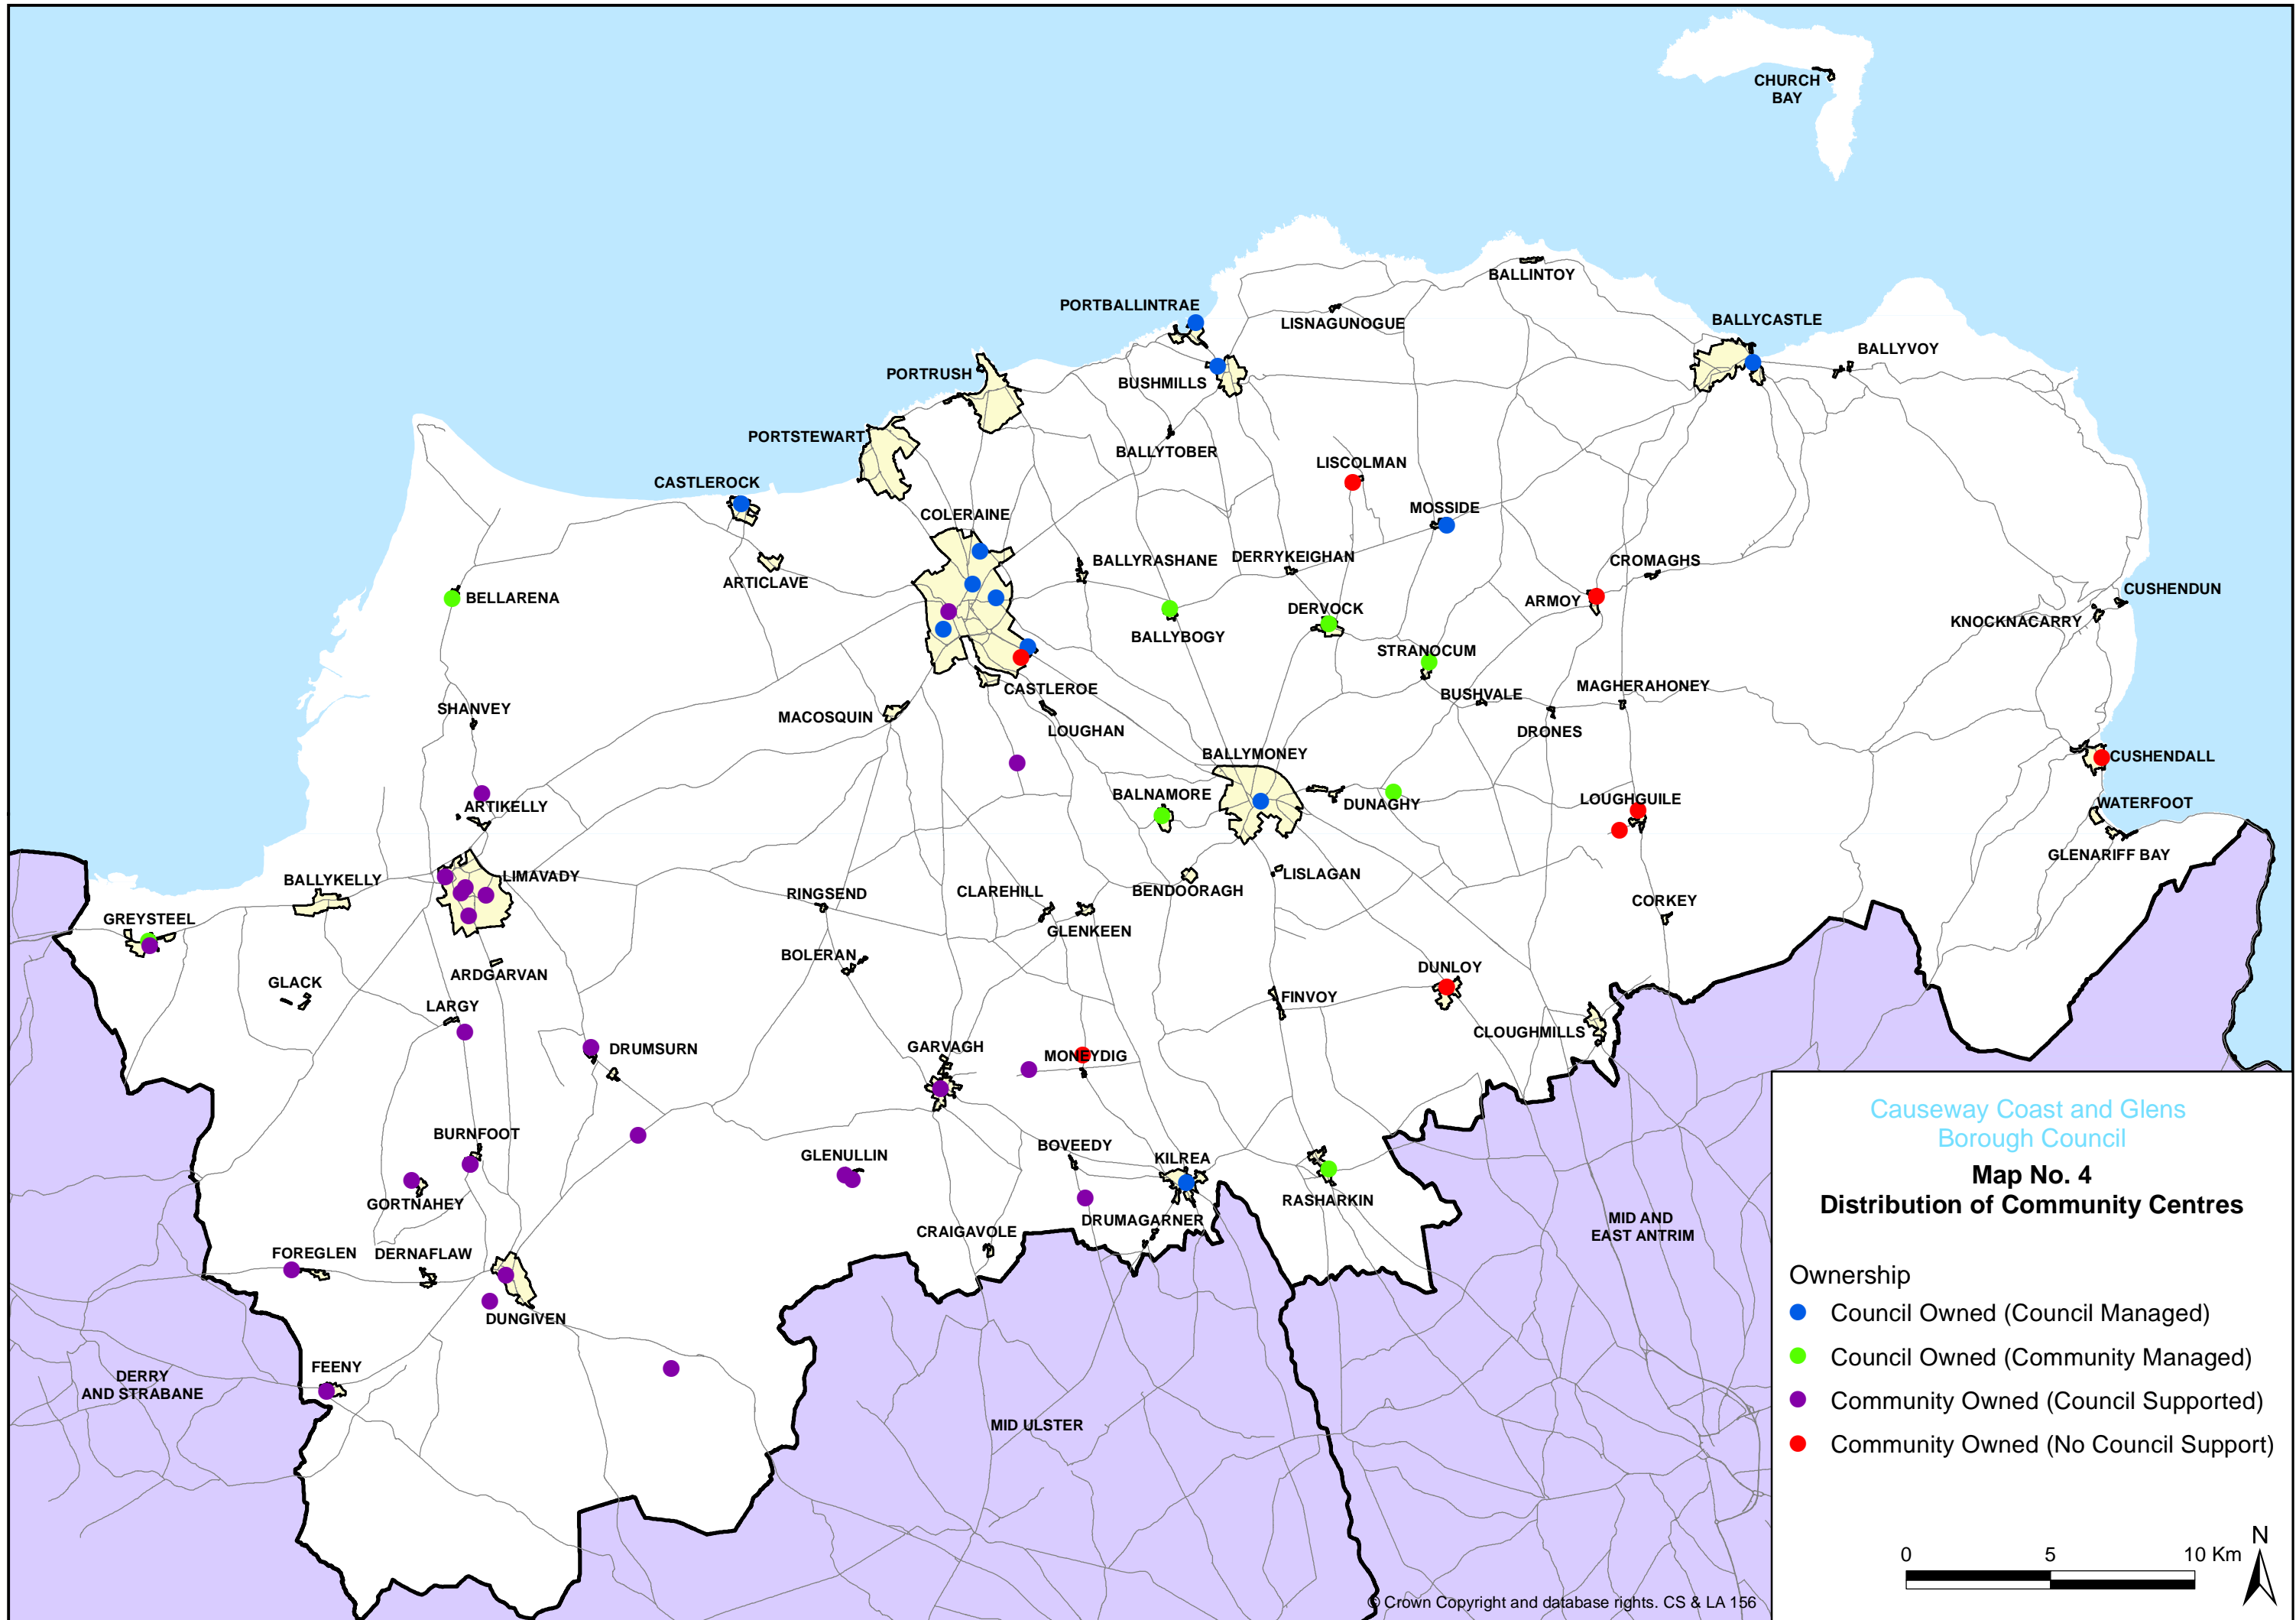 CHURCH
BAY
BALLINTOY
PORTBALLINTRAE
LISNAGUNOGUE
BALLYCASTLE
BALLYVOY
PORTRUSH
BUSHMILLS
PORTSTEWART
BALLYTOBER
LISCOLMAN
CASTLEROCK
MOSSIDE
COLERAINE
BALLYRASHANE
DERRYKEIGHAN
CROMAGHS
ARTICLAVE
CUSHENDUN
BELLARENA
DERVOCK
ARMOY
KNOCKNACARRY
BALLYBOGY
STRANOCUM
CASTLEROE
BUSHVALE
MAGHERAHONEY
SHANVEY
MACOSQUIN
LOUGHAN
DRONES
BALLYMONEY
CUSHENDALL
BALNAMORE
DUNAGHY
LOUGHGUILE
WATERFOOT
ARTIKELLY
GLENARIFF BAY
BALLYKELLY
LIMAVADY
RINGSEND
CLAREHILL
BENDOORAGH
LISLAGAN
CORKEY
GREYSTEEL
GLENKEEN
BOLERAN
ARDGARVAN
DUNLOY
GLACK
FINVOY
LARGY
CLOUGHMILLS
DRUMSURN
GARVAGH
MONEYDIG
BURNFOOT
GLENULLIN
BOVEEDY
KILREA
GORTNAHEY
RASHARKIN
DRUMAGARNER
CRAIGAVOLE
FOREGLEN
DERNAFLAW
MID AND
EAST ANTRIM
DUNGIVEN
FEENY
DERRY
AND STRABANE
MID ULSTER
Causeway Coast and Glens
Borough Council
Map No. 4
Distribution of Community Centres
Ownership
Council Owned (Council Managed)
Council Owned (Community Managed)
Community Owned (Council Supported)
Community Owned (No Council Support)
N
0 5 10 Km
© Crown Copyright and database rights. CS & LA 156